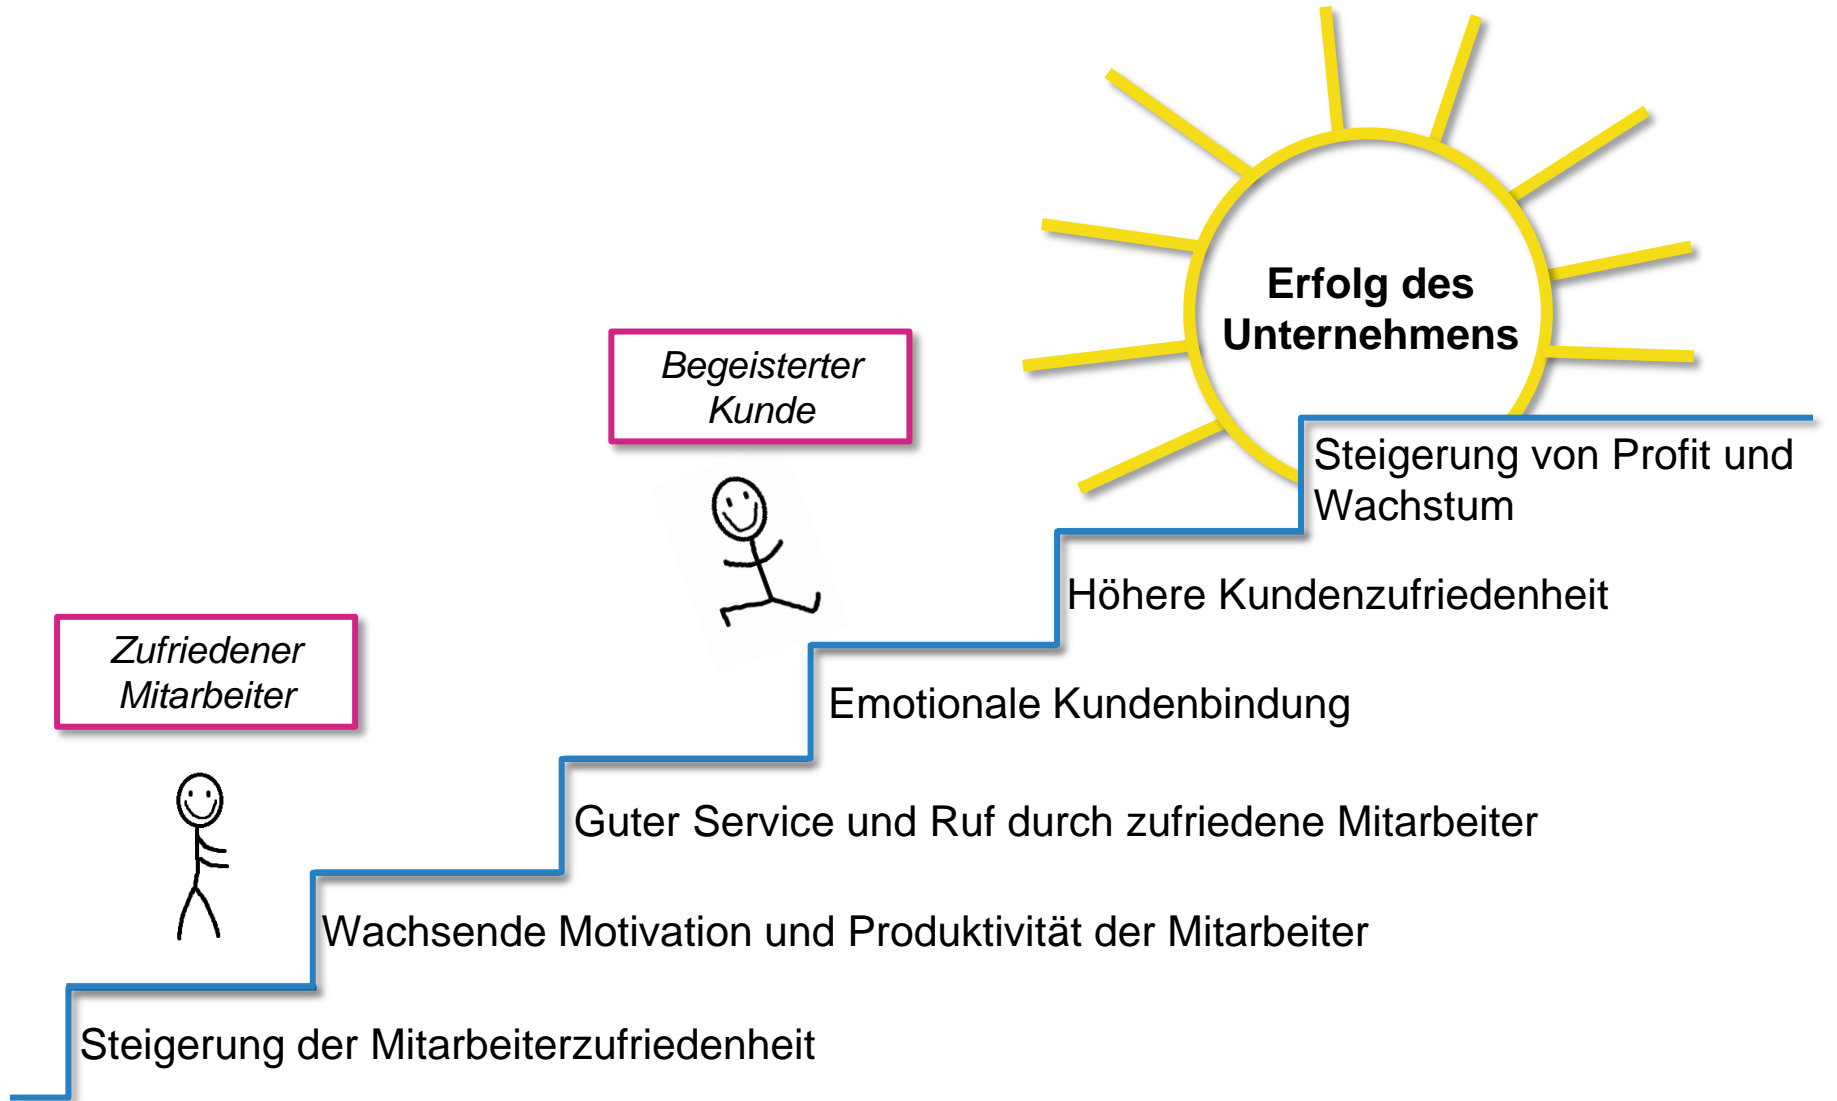 Erfolg des
Unternehmens
Begeisterter
Kunde
Steigerung von Profit und
Wachstum
Höhere Kundenzufriedenheit
Zufriedener
Mitarbeiter
Emotionale Kundenbindung
Guter Service und Ruf durch zufriedene Mitarbeiter
Wachsende Motivation und Produktivität der Mitarbeiter
Steigerung der Mitarbeiterzufriedenheit